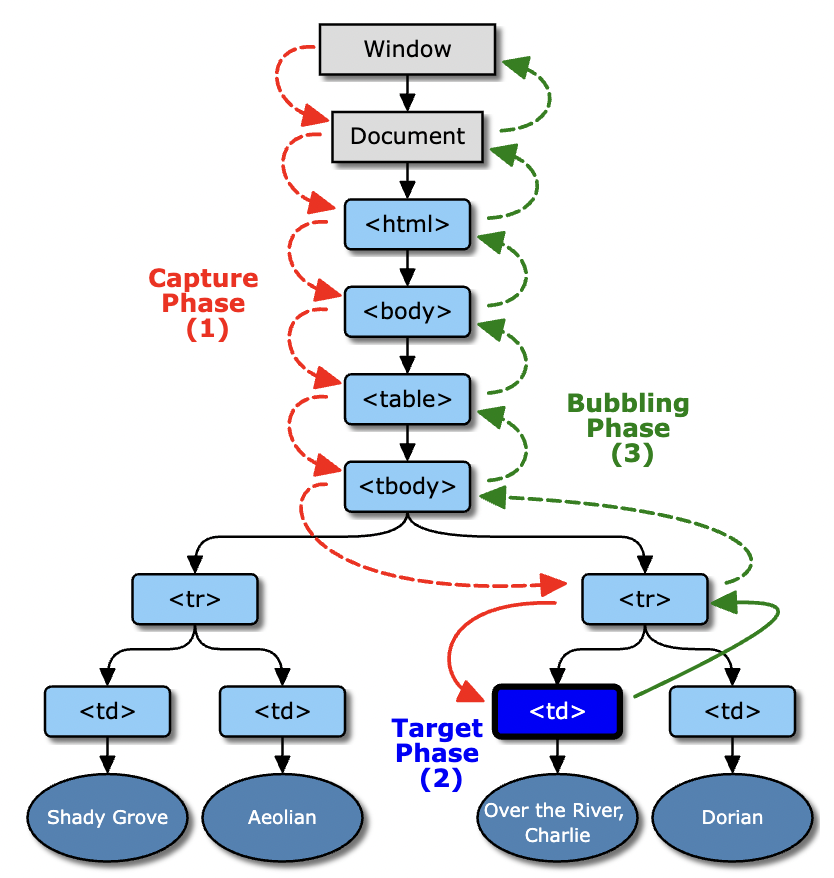 Window
Document
<html>
Capture
Phase
(1)
<body>
<table>
Bubbling
Phase
(3)
<tbody>
<tr>
<tr>
<td>
<td>
<td>
<td>
Target
Phase
(2)
Shady Grove
Aeolian
Over the River,
Charlie
Dorian